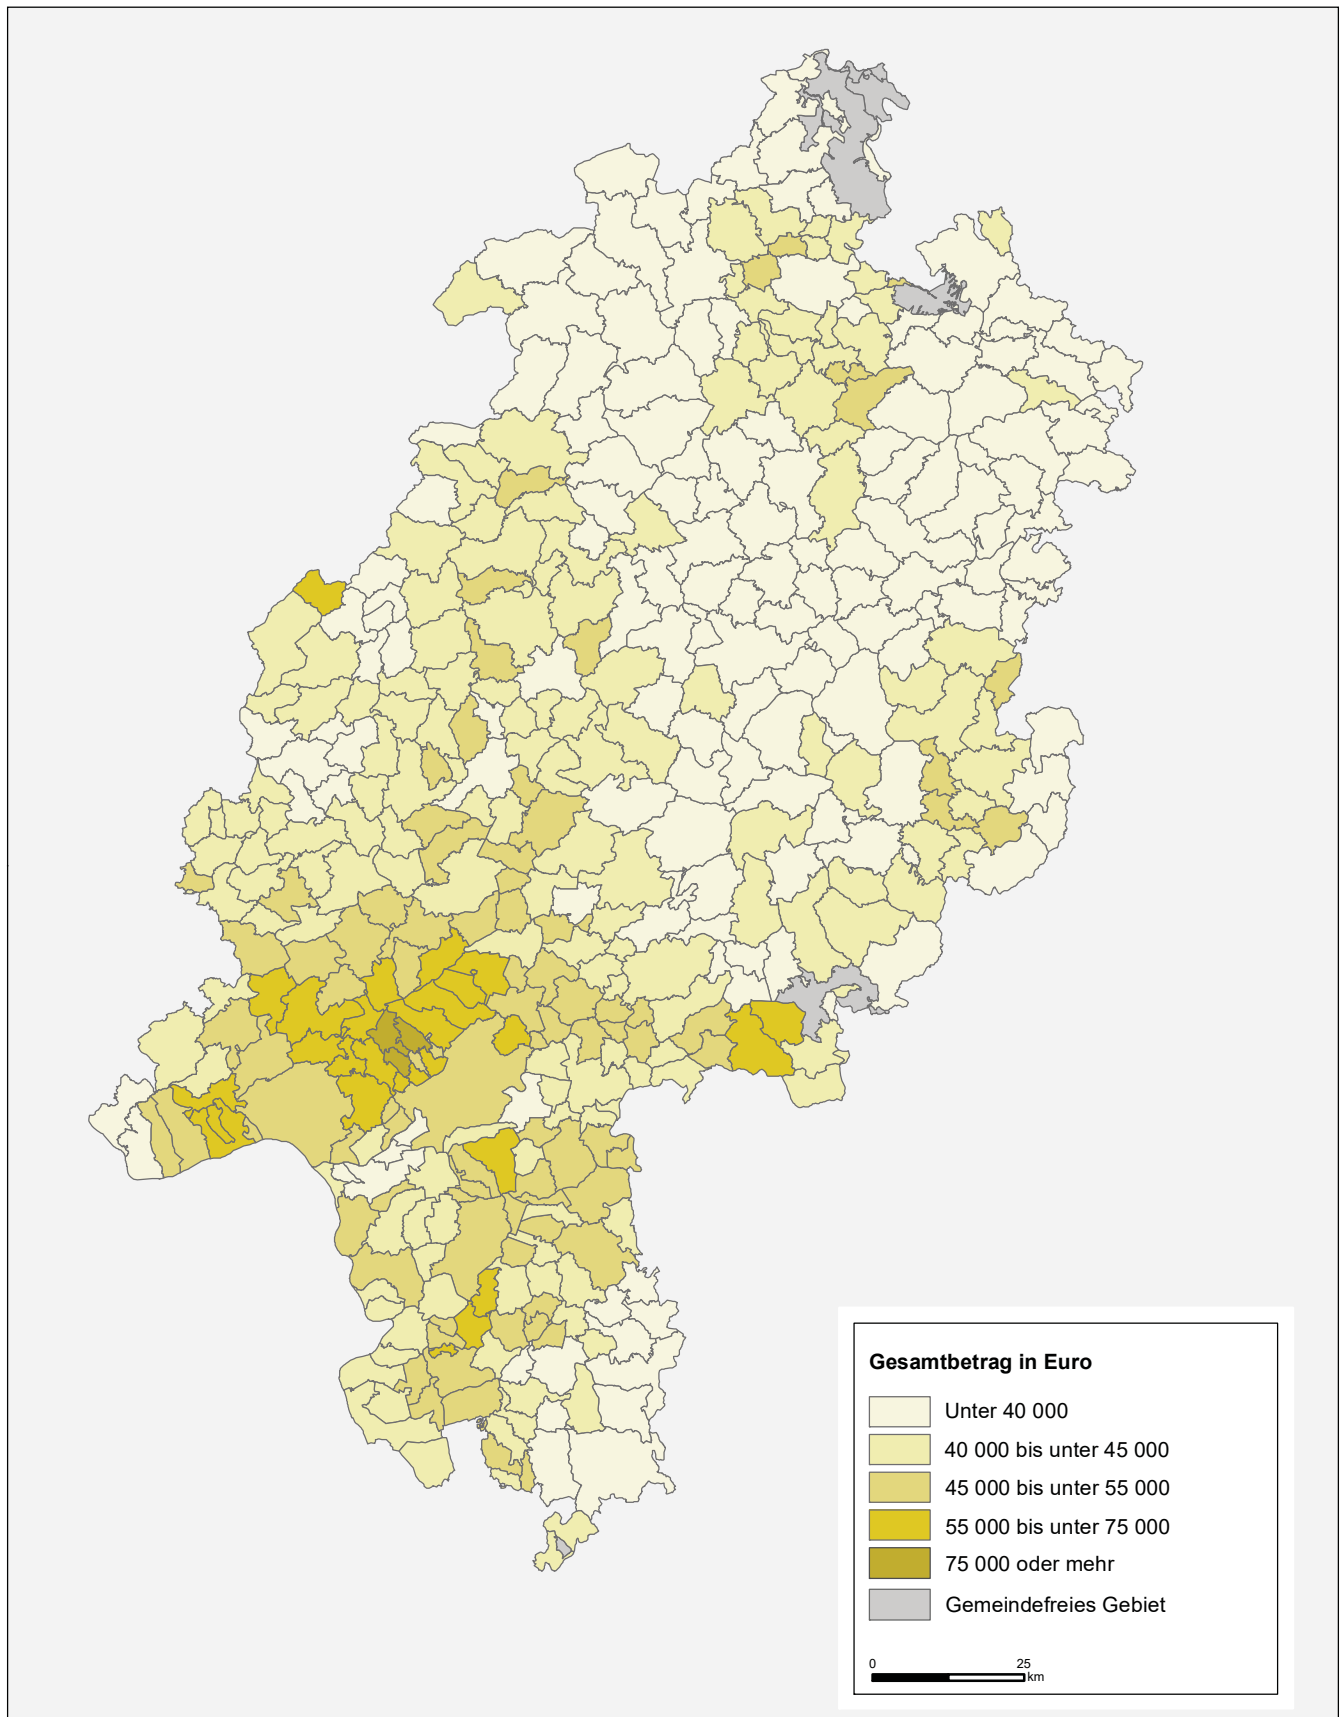 Gesamtbetrag in Euro
Unter 40 000
40 000 bis unter 45 000
45 000 bis unter 55 000
55 000 bis unter 75 000
75 000 oder mehr
Gemeindefreies Gebiet
0 25
km